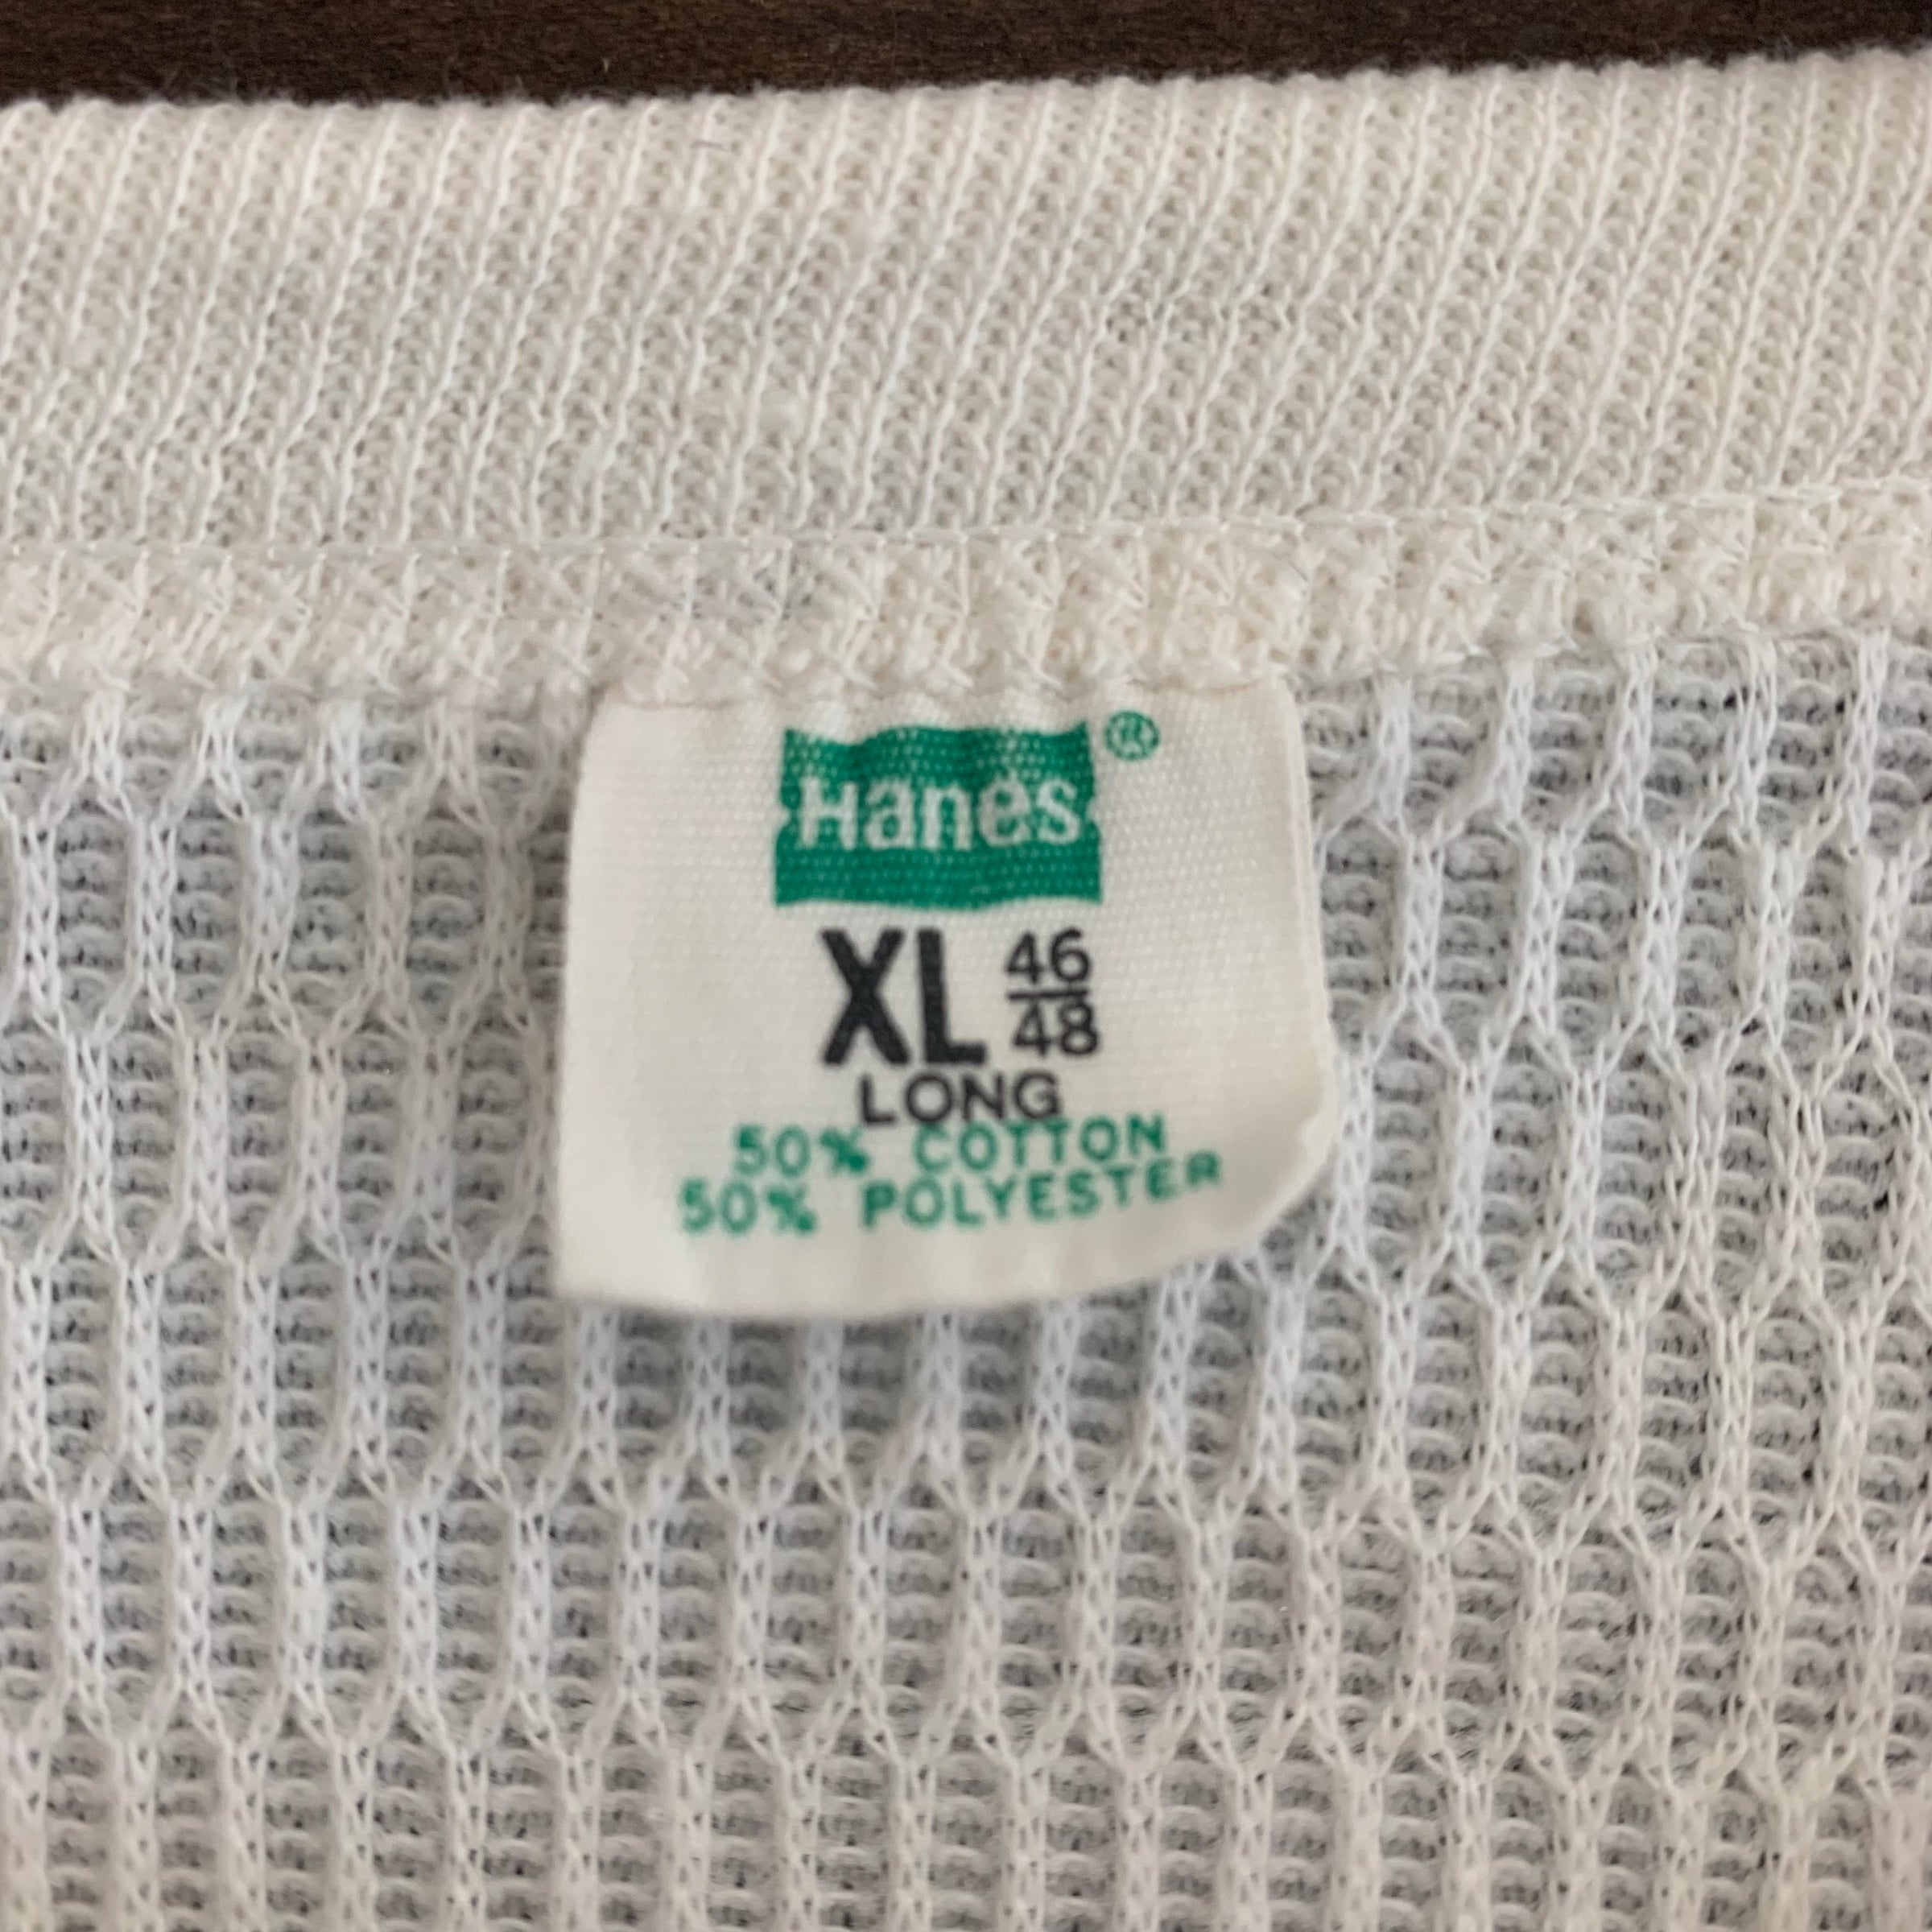 Hanes®
XL 46/48
LONG
50% COTTON
50% POLYESTER